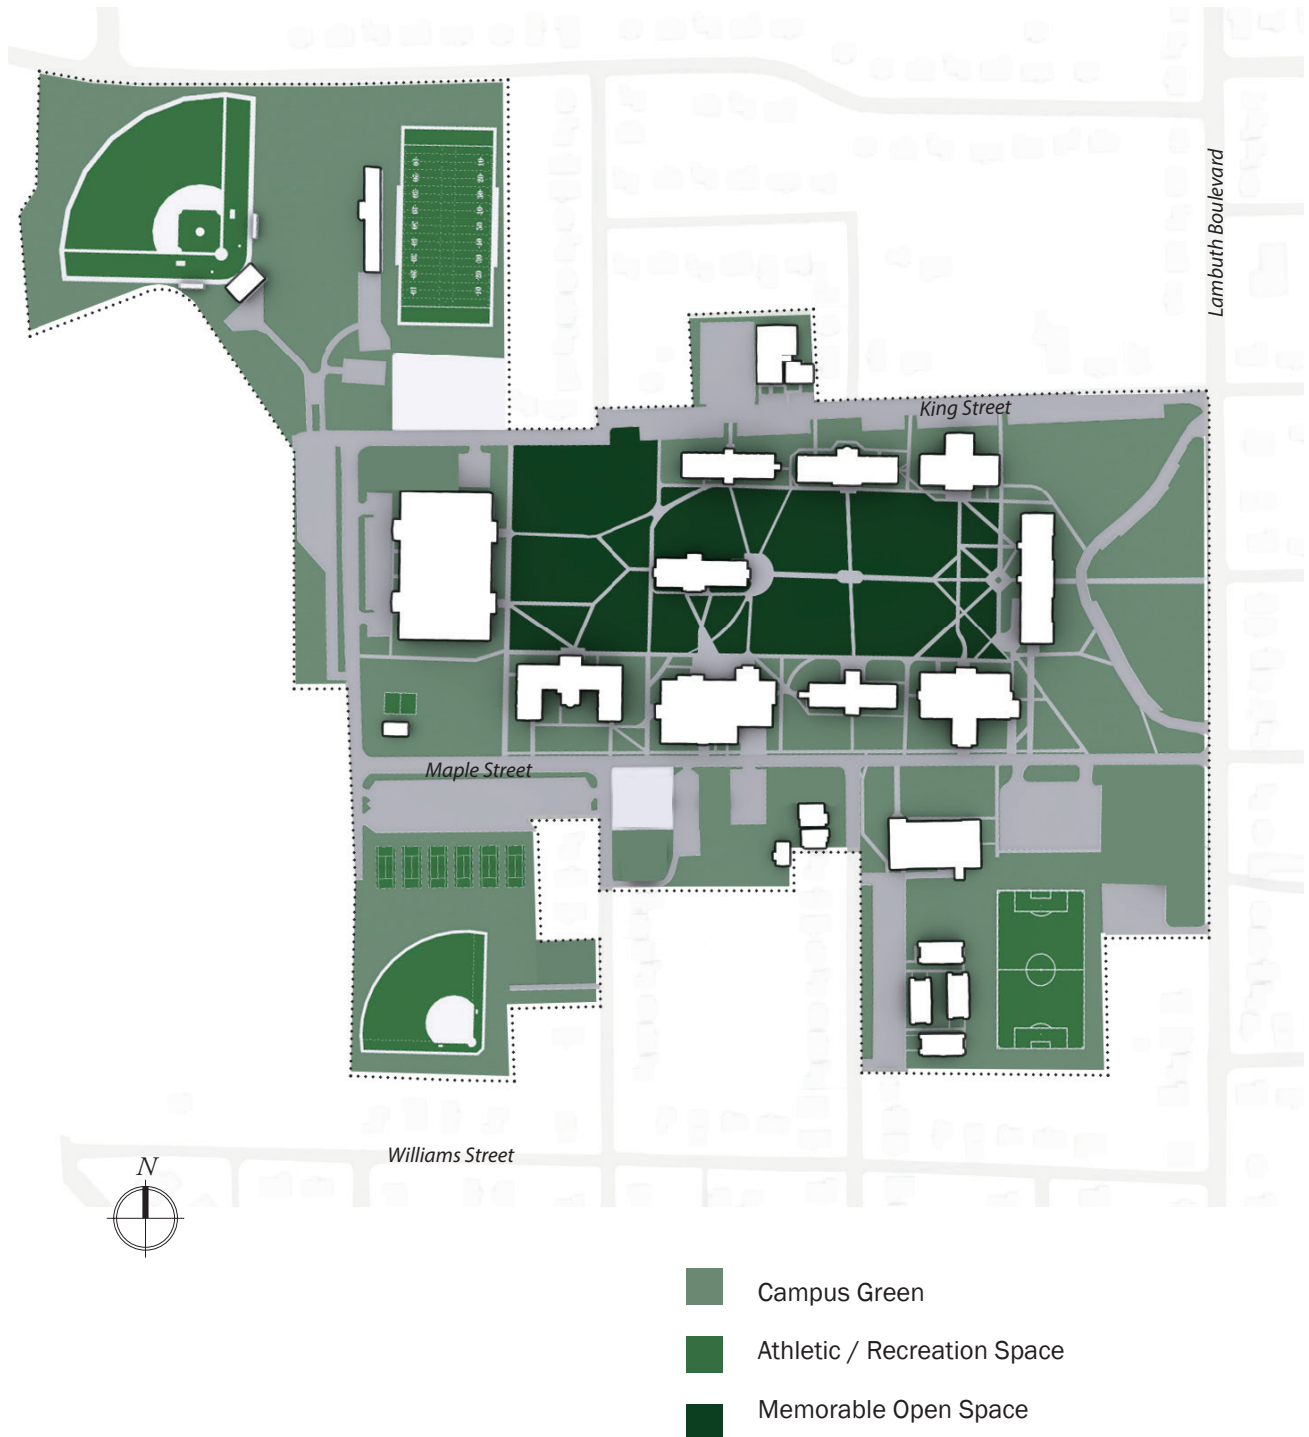 Lambuth Boulevard
King Street
Maple Street
Williams Street
N
Campus Green
Athletic / Recreation Space
Memorable Open Space